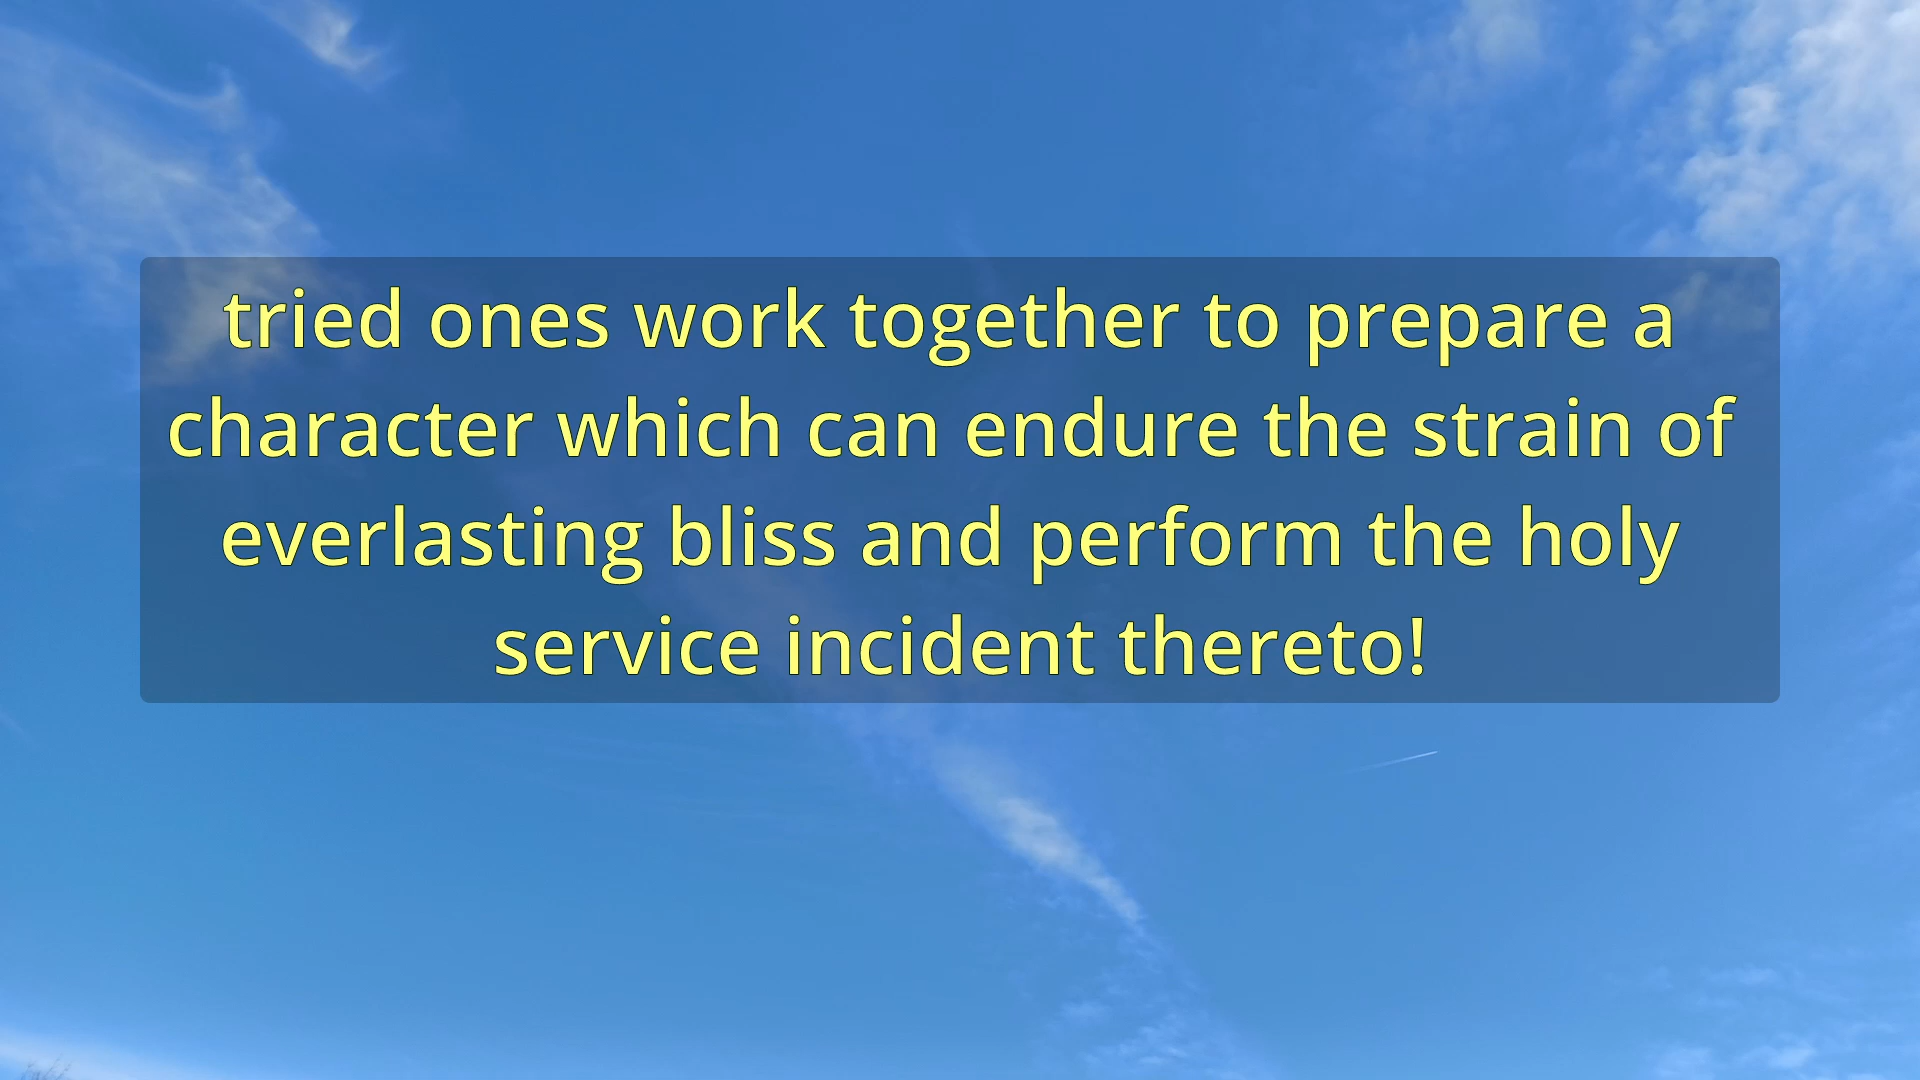 tried ones work together to prepare a
character which can endure the strain of
everlasting bliss and perform the holy
service incident thereto!